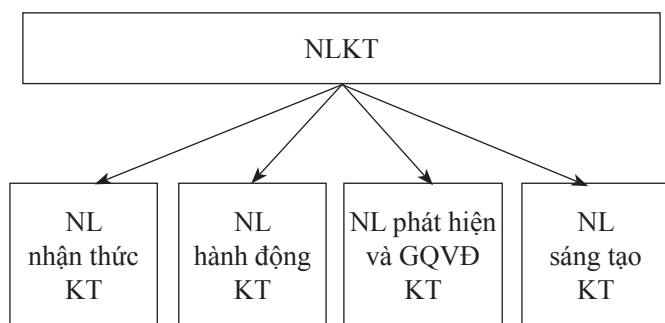 NLKT
NL
nhận thức
KT
NL
hành động
KT
NL phát hiện
và GQVĐ
KT
NL
sáng tạo
KT